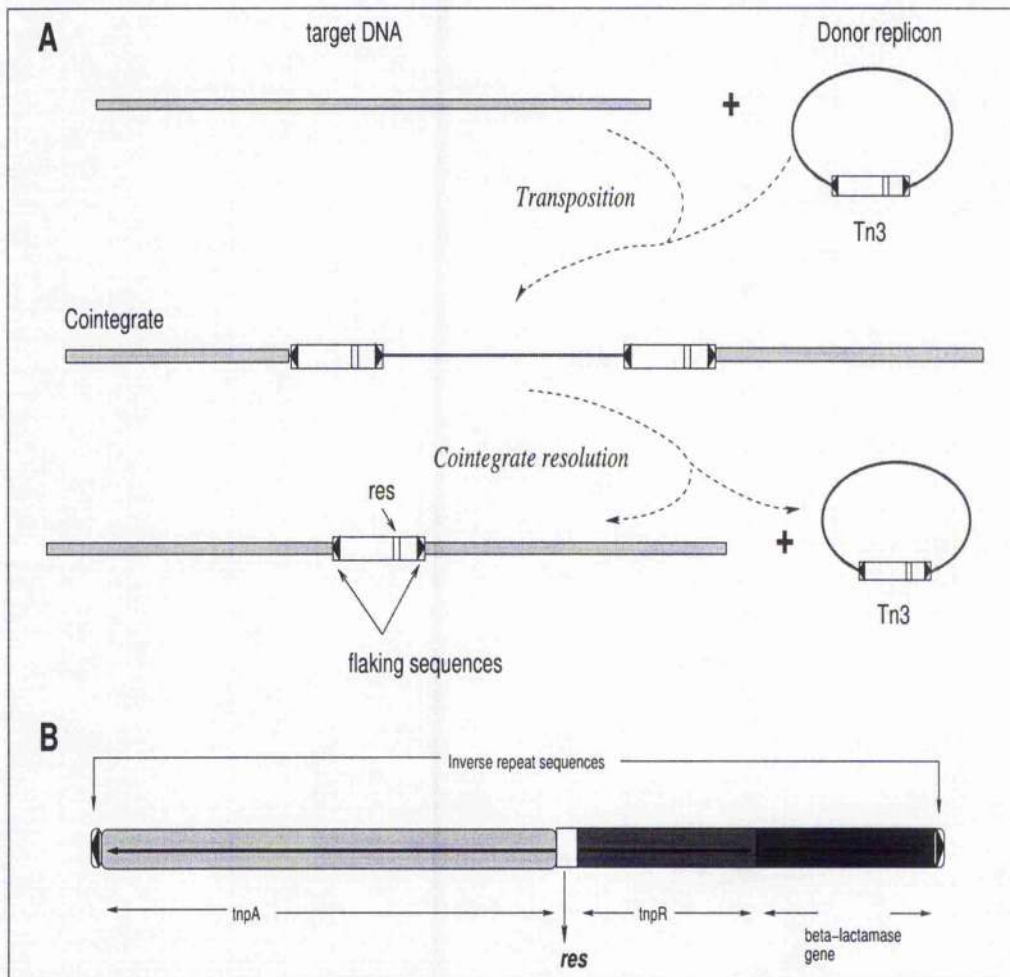 A
target DNA
Donor replicon
+
Transposition
Tn3
Cointegrate
Cointegrate resolution
res
+
Tn3
flaking sequences
B
Inverse repeat sequences
tnpA
tnpR
beta-lactamase
gene
res